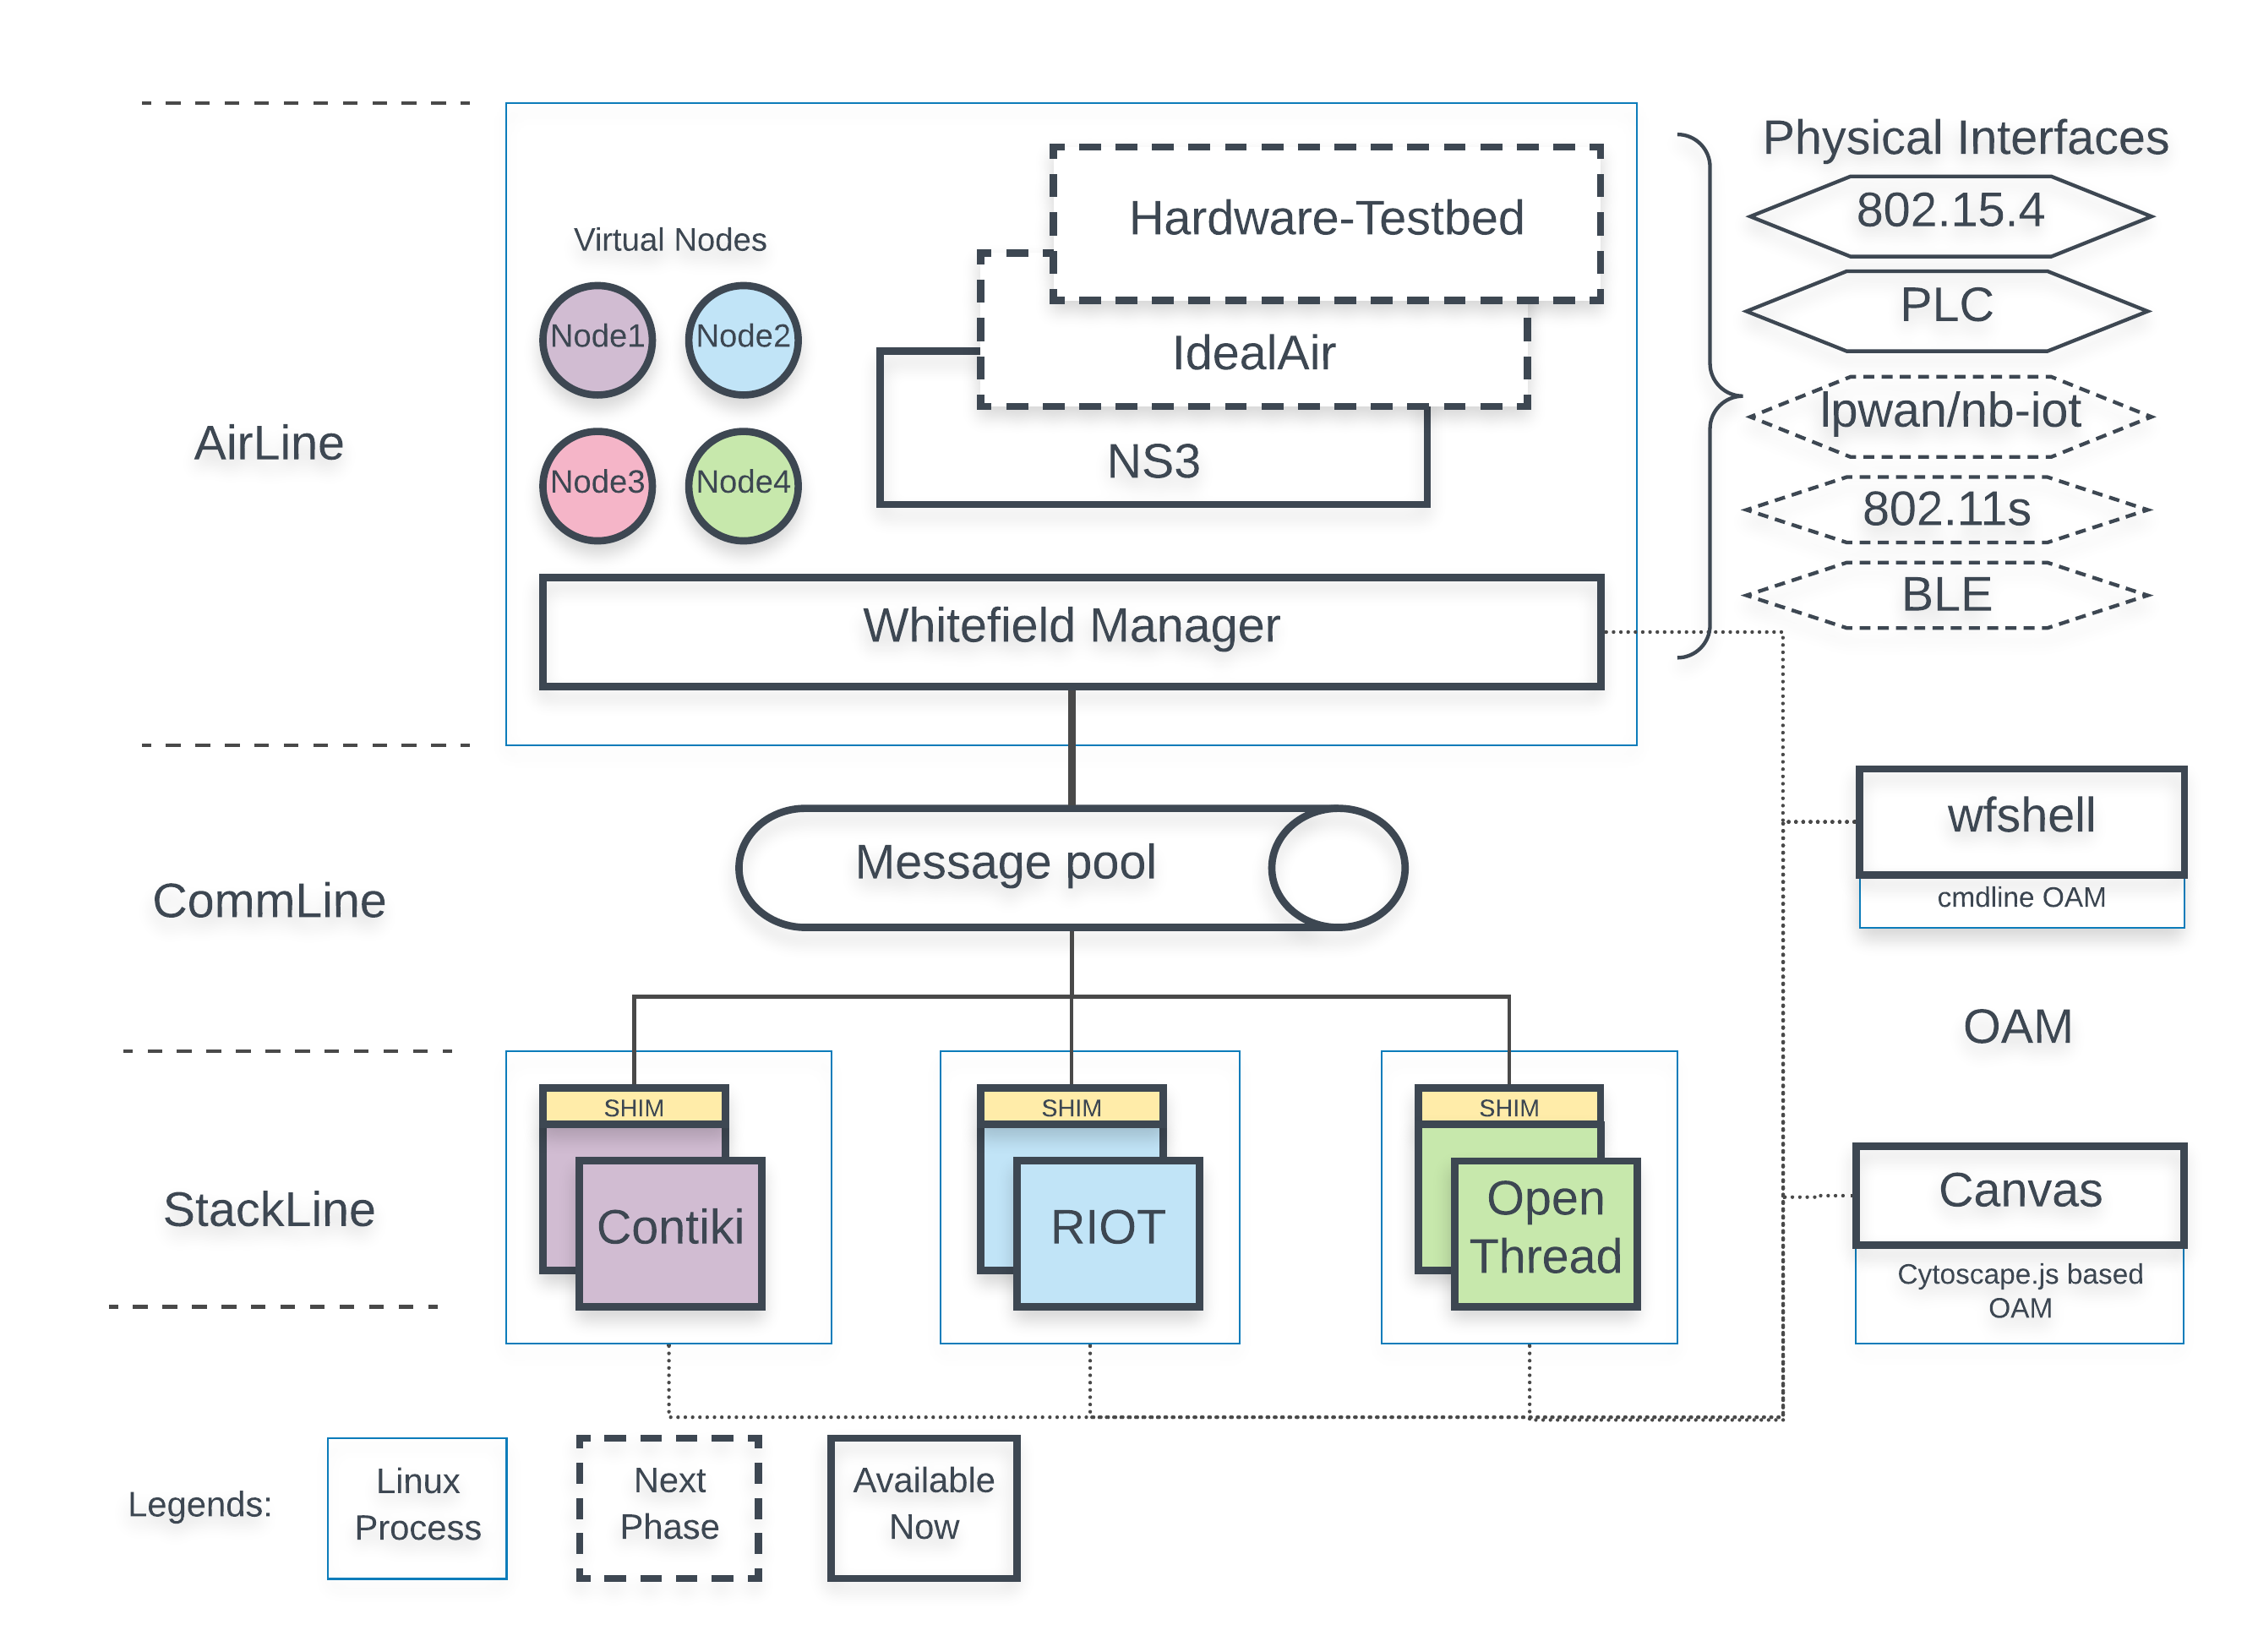 Physical Interfaces
802.15.4
PLC
lpwan/nb-iot
802.11s
BLE
Hardware-Testbed
IdealAir
NS3
Virtual Nodes
Node1
Node2
Node3
Node4
AirLine
Whitefield Manager
CommLine
Message pool
wfshell
cmdline OAM
OAM
StackLine
SHIM
Contiki
SHIM
RIOT
SHIM
Open
Thread
Canvas
Cytoscape.js based
OAM
Legends:
Linux
Process
Next
Phase
Available
Now